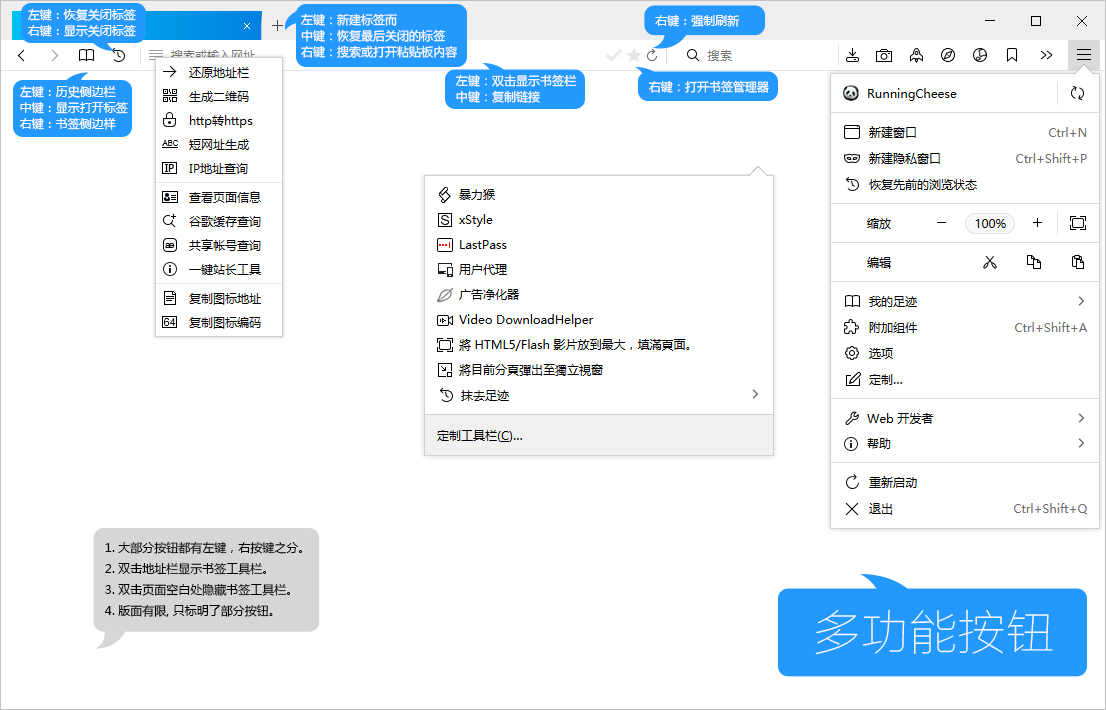 左键：恢复关闭标签
右键：显示关闭标签
左键：新建标签而
中键：恢复最后关闭的标签
右键：搜索或打开粘贴板内容
右键：强制刷新
搜索或输入网址
搜索
左键：历史侧边栏
中键：显示打开标签
右键：书签侧边样
左键：双击显示书签栏
中键：复制链接
右键：打开书签管理器
还原地址栏
生成二维码
http转https
ABC 短网址生成
IP IP地址查询
查看页面信息
谷歌缓存查询
共享帐号查询
一键站长工具
复制图标地址
64 复制图标编码
暴力猴
S xStyle
LastPass
用户代理
广告净化器
Video DownloadHelper
將 HTML5/Flash 影片放到最大，填滿頁面。
將目前分頁彈出至獨立視窗
抹去足迹
定制工具栏(C)...
RunningCheese
新建窗口 Ctrl+N
新建隐私窗口 Ctrl+Shift+P
恢复先前的浏览状态
缩放 − 100% +
编辑
我的足迹
附加组件 Ctrl+Shift+A
选项
定制...
Web 开发者
帮助
重新启动
退出 Ctrl+Shift+Q
1. 大部分按钮都有左键，右按键之分。
2. 双击地址栏显示书签工具栏。
3. 双击页面空白处隐藏书签工具栏。
4. 版面有限, 只标明了部分按钮。
多功能按钮